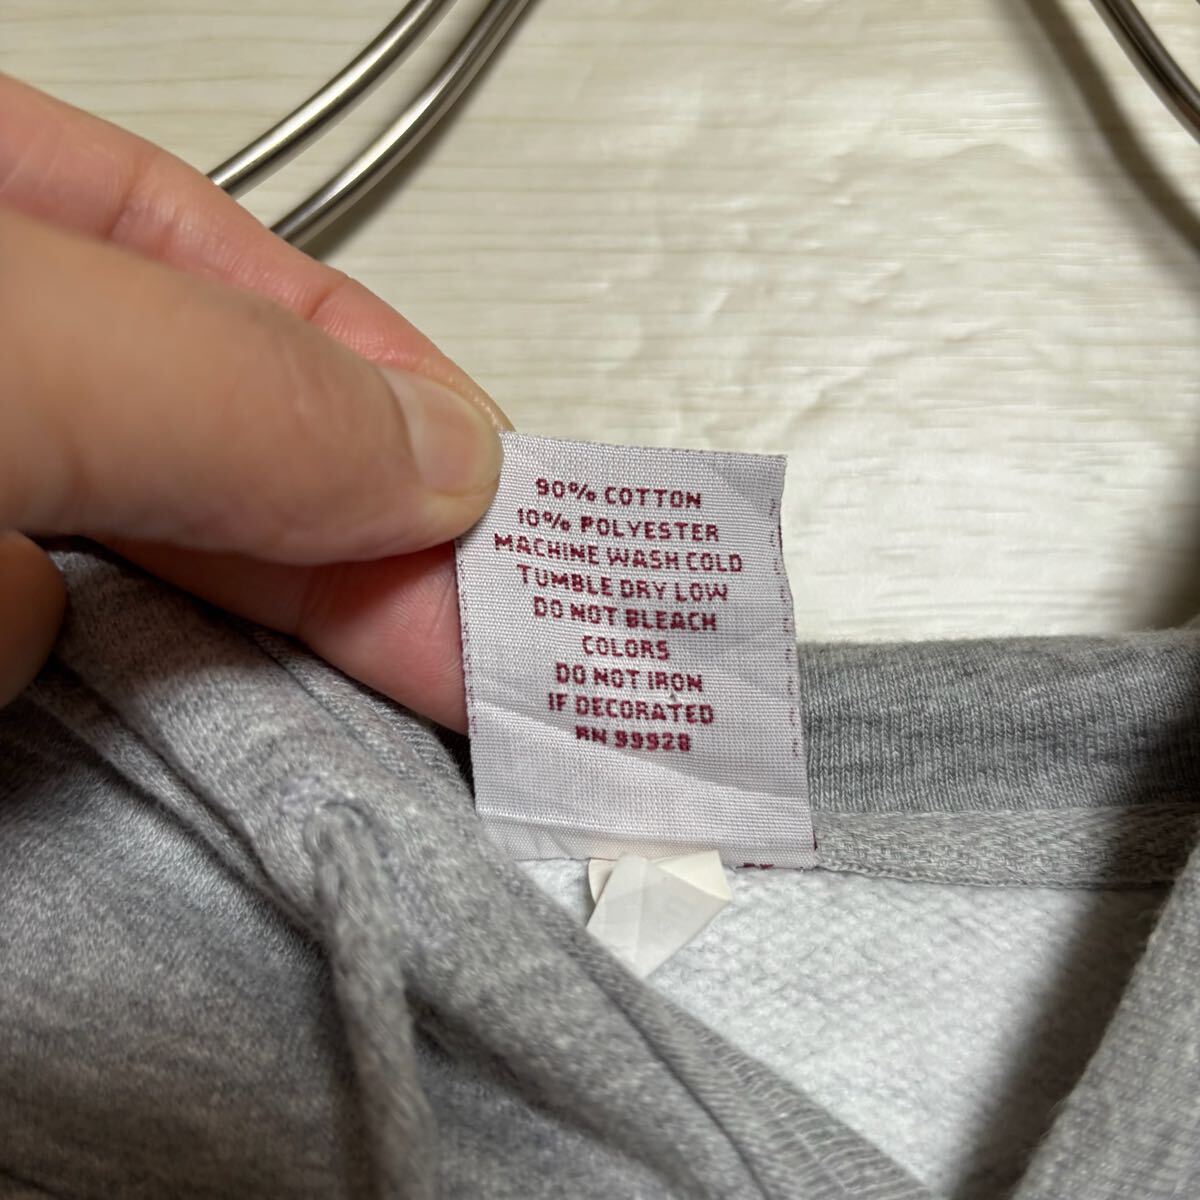 90% COTTON
10% POLYESTER
MACHINE WASH COLD
TUMBLE DRY LOW
DO NOT BLEACH
COLORS
DO NOT IRON
IF DECORATED
RN 99928